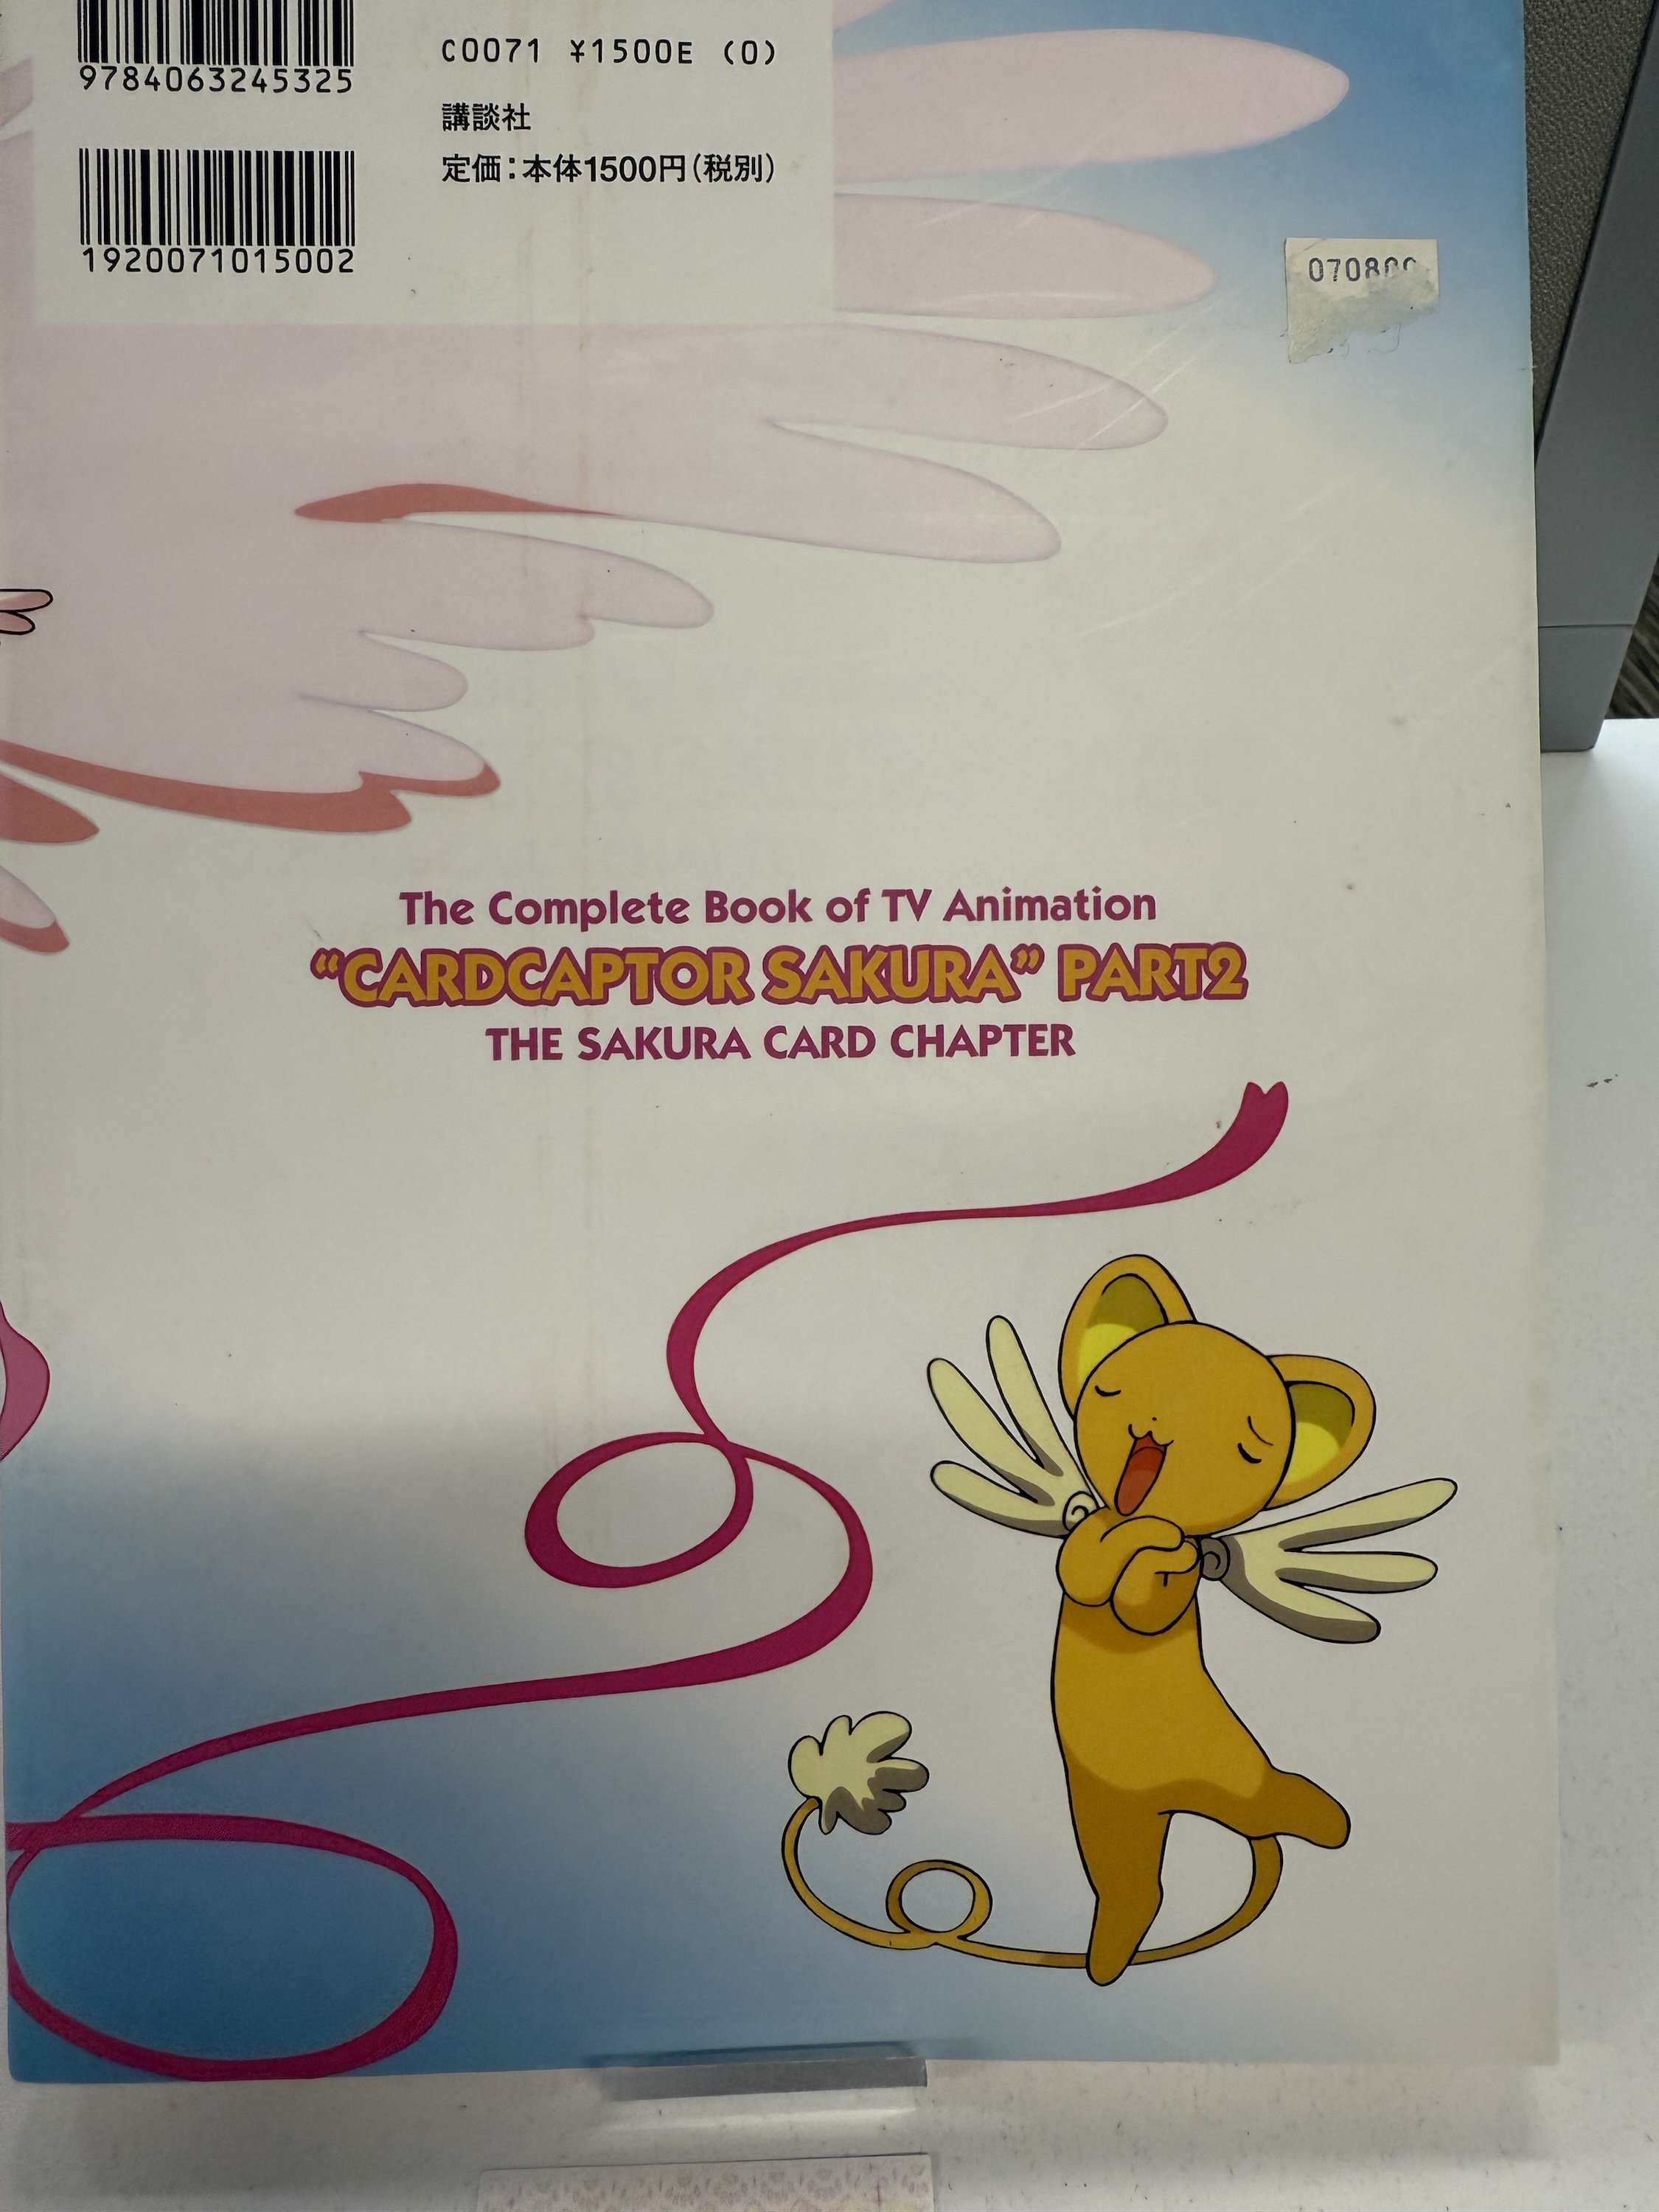 9784063245325
C0071 ¥1500E (0)
講談社
定価:本体1500円(税別)
1920071015002
The Complete Book of TV Animation
“CARDCAPTOR SAKURA” PART2
THE SAKURA CARD CHAPTER